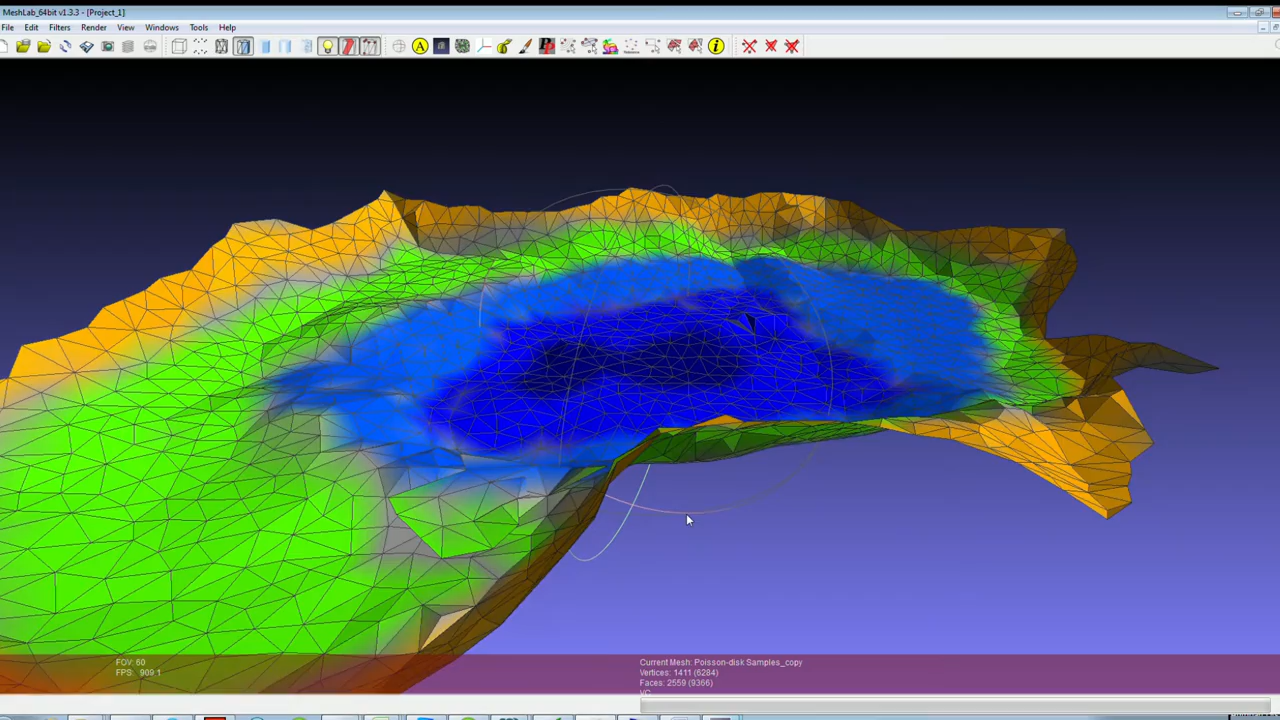 MeshLab_64bit v1.3.3 - [Project_1]
File Edit Filters Render View Windows Tools Help
A
FOV: 60
FPS: 909.1
Current Mesh: Poisson-disk Samples_copy
Vertices: 1411 (6284)
Faces: 2559 (9366)
VC